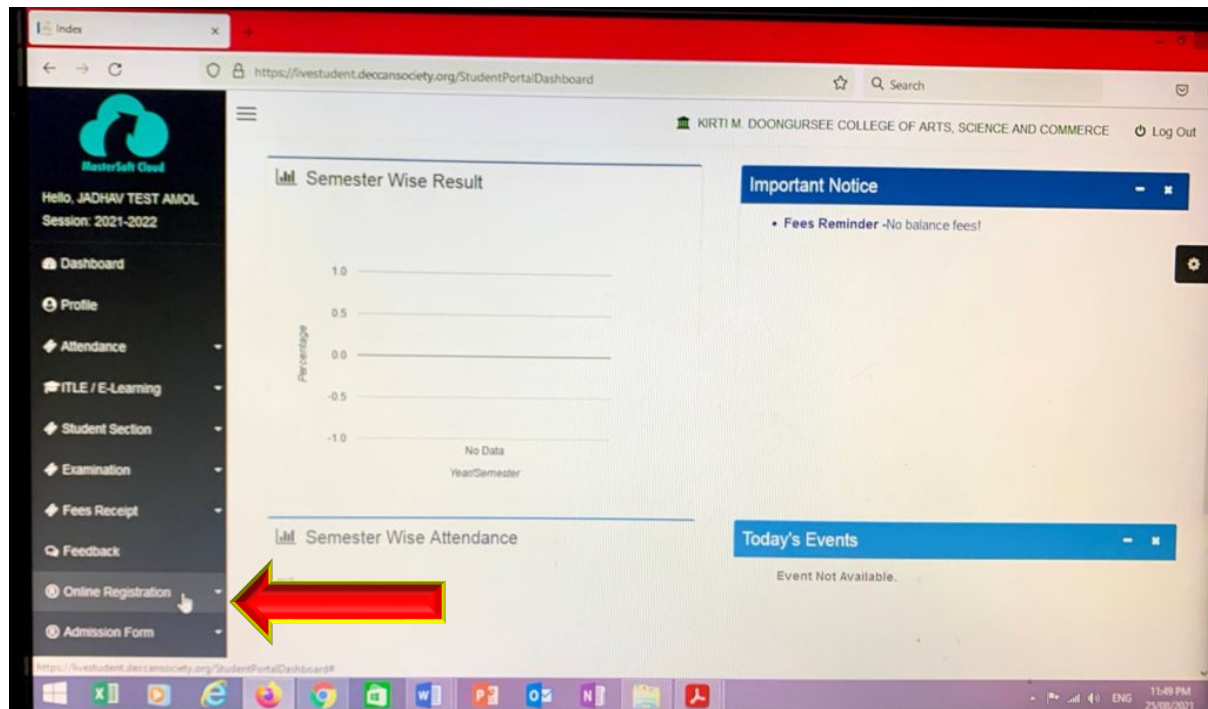 Index
https://livestudent.deccansociety.org/StudentPortalDashboard
Search
MasterSoft Cloud
KIRTI M. DOONGURSEE COLLEGE OF ARTS, SCIENCE AND COMMERCE
Log Out
Hello, JADHAV TEST AMOL
Session: 2021-2022
Dashboard
Profile
Attendance
ITLE / E-Learning
Student Section
Examination
Fees Receipt
Feedback
Online Registration
Admission Form
Semester Wise Result
1.0
0.5
0.0
-0.5
-1.0
Percentage
No Data
Year/Semester
Important Notice
Fees Reminder -No balance fees!
Semester Wise Attendance
Today's Events
Event Not Available.
https://livestudent.deccansociety.org/StudentPortalDashboard#
ENG
11:49 PM
25/08/2021